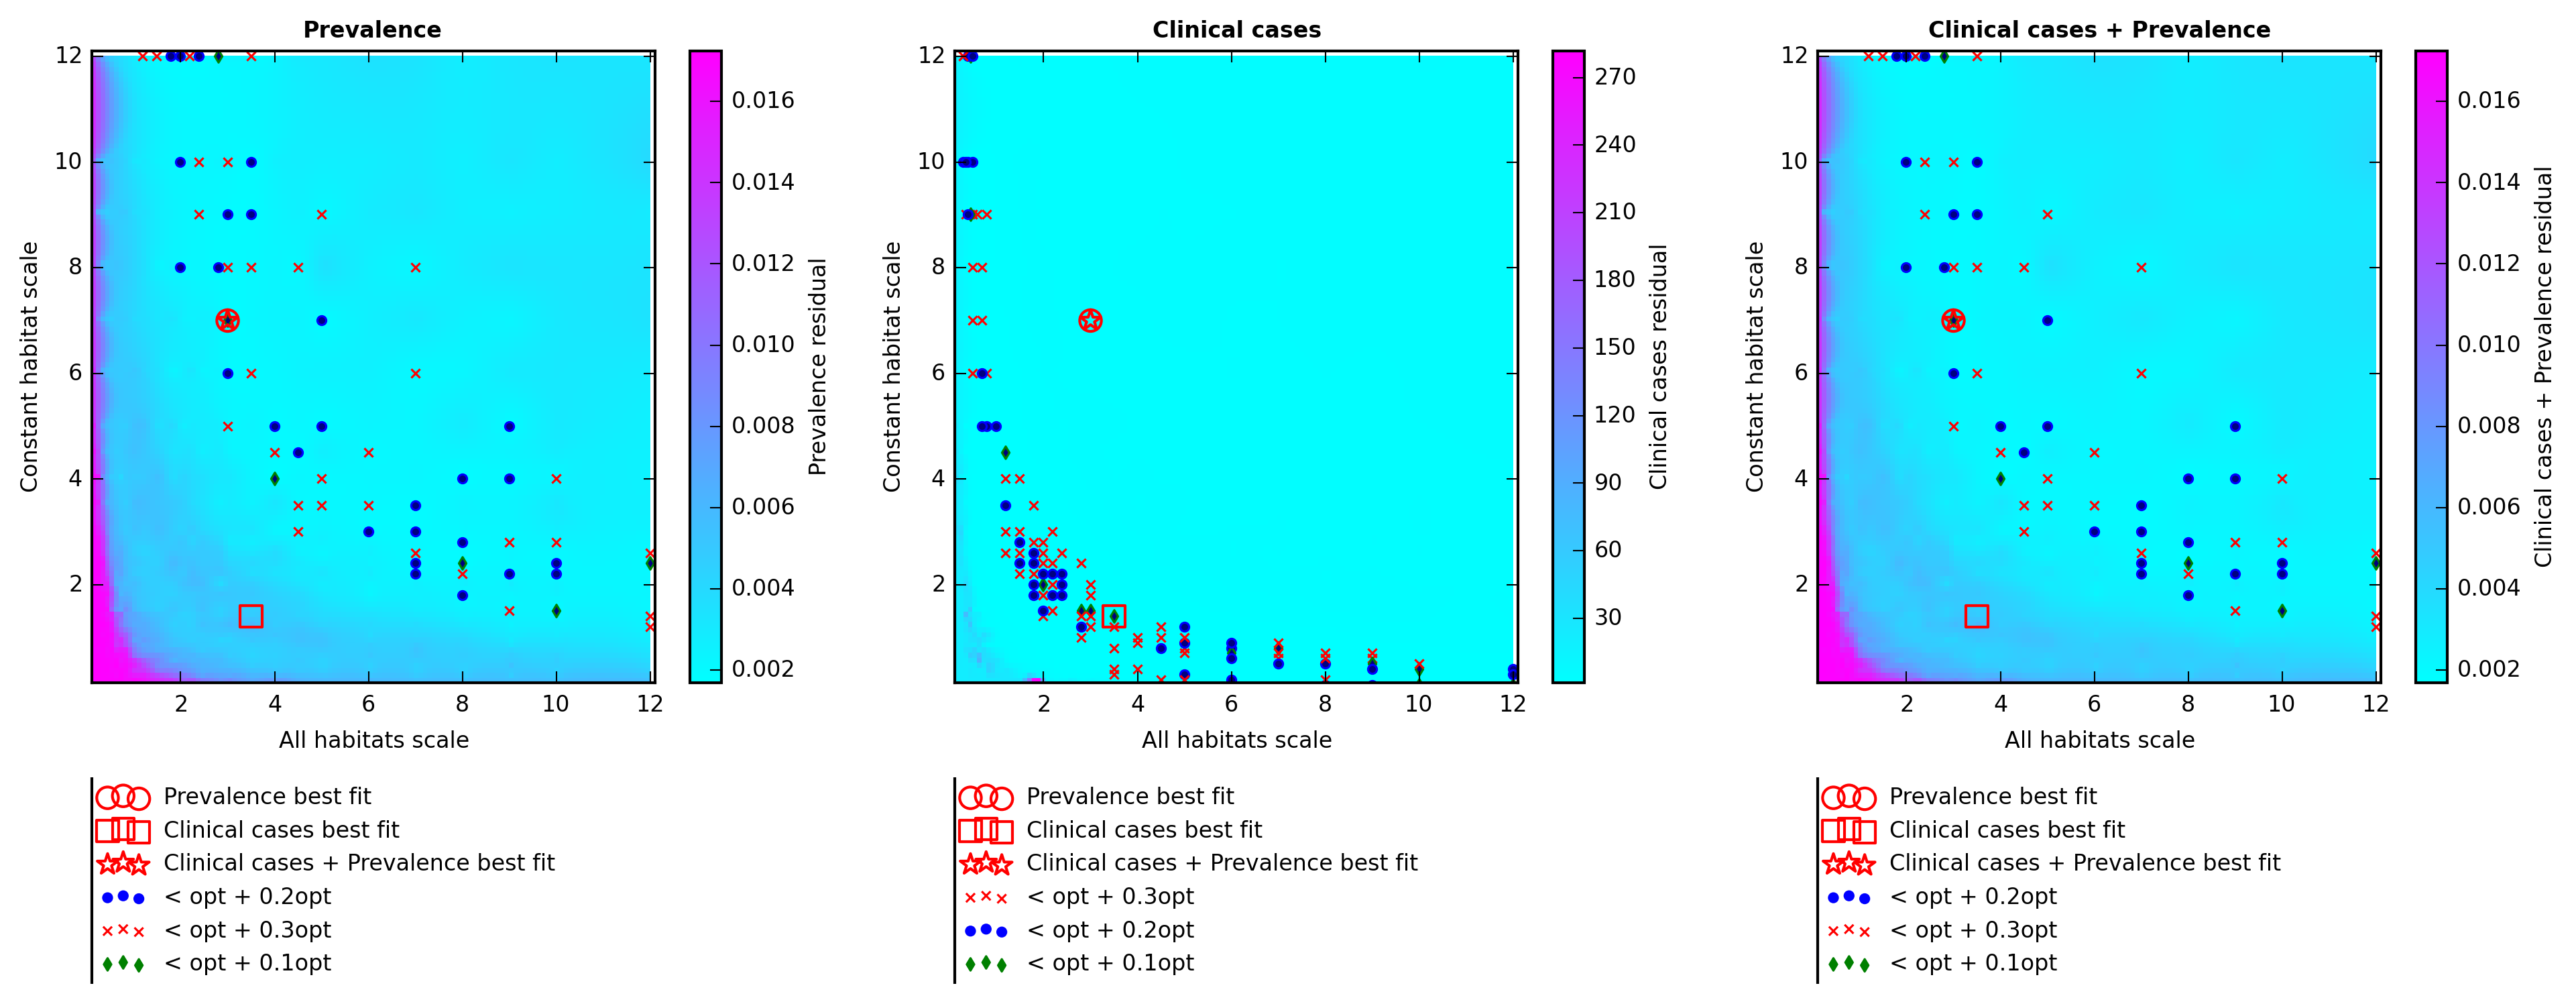 Prevalence
Clinical cases
Clinical cases + Prevalence
12
10
8
6
4
2
Constant habitat scale
2
4
6
8
10
12
All habitats scale
0.016
0.014
0.012
0.010
0.008
0.006
0.004
0.002
Prevalence residual
12
10
8
6
4
2
Constant habitat scale
2
4
6
8
10
12
All habitats scale
270
240
210
180
150
120
90
60
30
Clinical cases residual
12
10
8
6
4
2
Constant habitat scale
2
4
6
8
10
12
All habitats scale
0.016
0.014
0.012
0.010
0.008
0.006
0.004
0.002
Clinical cases + Prevalence residual
Prevalence best fit
Clinical cases best fit
Clinical cases + Prevalence best fit
< opt + 0.2opt
< opt + 0.3opt
< opt + 0.1opt
Prevalence best fit
Clinical cases best fit
Clinical cases + Prevalence best fit
< opt + 0.3opt
< opt + 0.2opt
< opt + 0.1opt
Prevalence best fit
Clinical cases best fit
Clinical cases + Prevalence best fit
< opt + 0.2opt
< opt + 0.3opt
< opt + 0.1opt